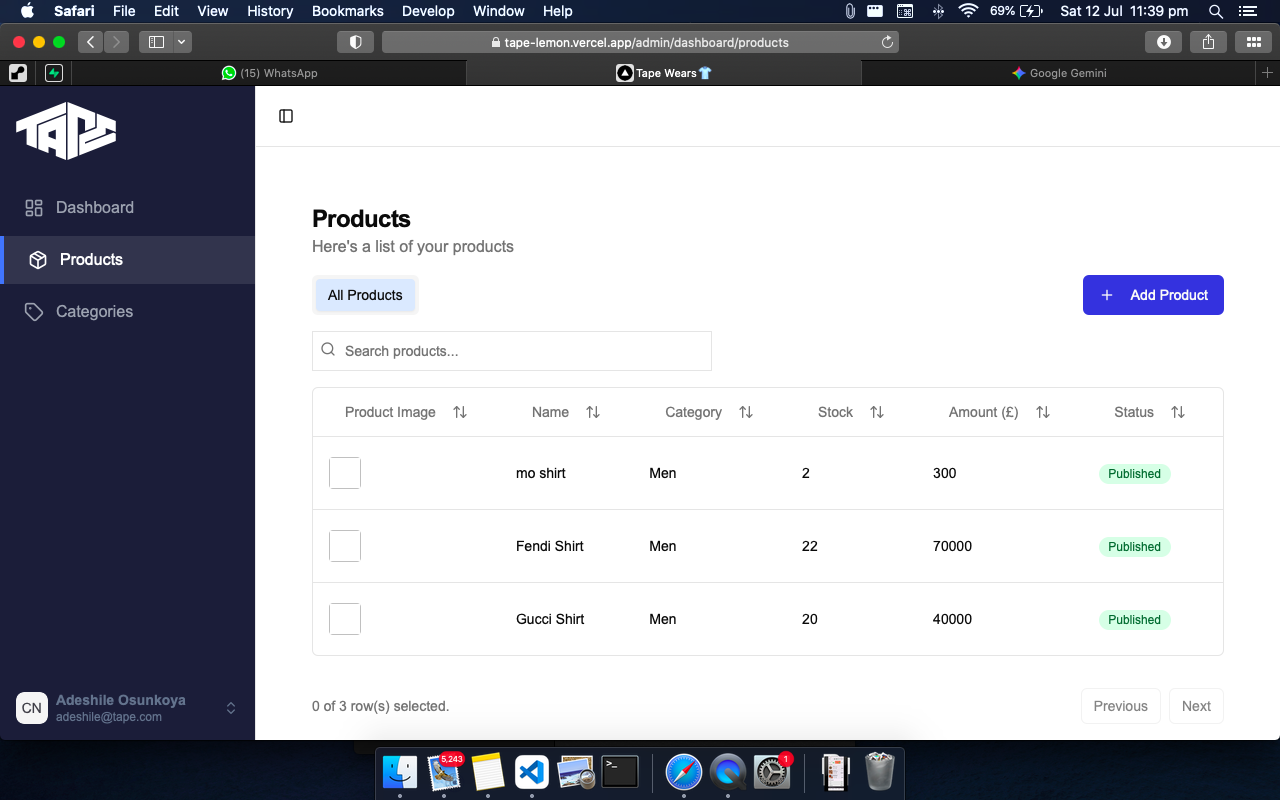 Safari File Edit View History Bookmarks Develop Window Help 69% Sat 12 Jul 11:39 pm
tape-lemon.vercel.app/admin/dashboard/products
(15) WhatsApp Tape Wears👕 Google Gemini
TAPE
Dashboard
Products
Categories
Products
Here's a list of your products
All Products + Add Product
Search products...
Product Image Name Category Stock Amount (£) Status
mo shirt Men 2 300 Published
Fendi Shirt Men 22 70000 Published
Gucci Shirt Men 20 40000 Published
0 of 3 row(s) selected. Previous Next
CN Adeshile Osunkoya
adeshile@tape.com
5,243 >_ 1